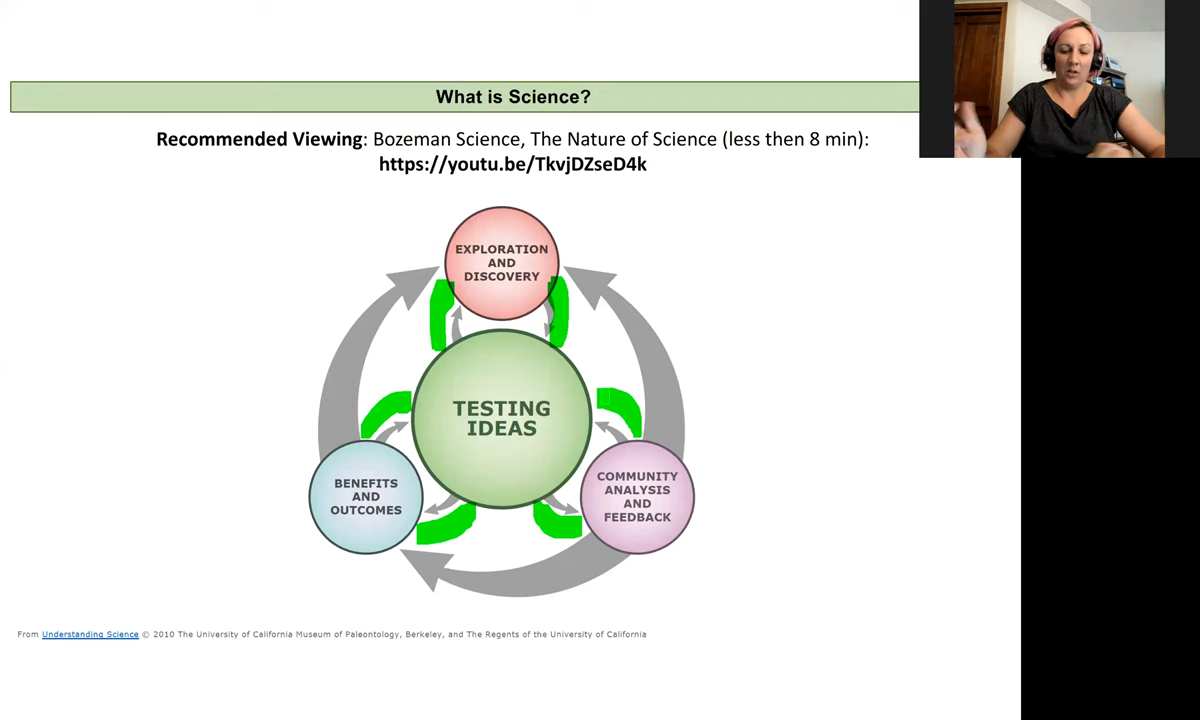 What is Science?
Recommended Viewing: Bozeman Science, The Nature of Science (less then 8 min):
https://youtu.be/TkvjDZseD4k
EXPLORATION
AND
DISCOVERY
TESTING
IDEAS
BENEFITS
AND
OUTCOMES
COMMUNITY
ANALYSIS
AND
FEEDBACK
From Understanding Science © 2010 The University of California Museum of Paleontology, Berkeley, and The Regents of the University of California